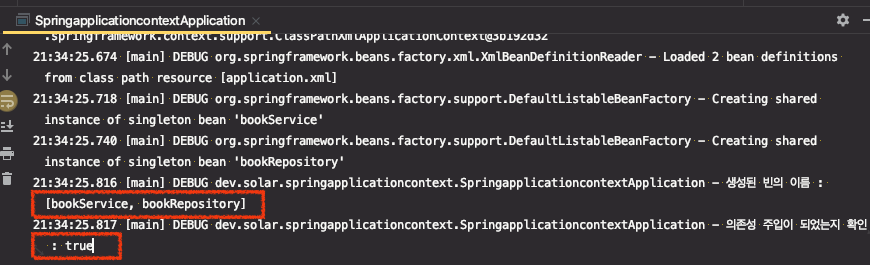 SpringapplicationcontextApplication
.springframework.context.support.ClassPathXmlApplicationContext@3b192d32
21:34:25.674 [main] DEBUG org.springframework.beans.factory.xml.XmlBeanDefinitionReader - Loaded 2 bean definitions
from class path resource [application.xml]
21:34:25.718 [main] DEBUG org.springframework.beans.factory.support.DefaultListableBeanFactory - Creating shared
instance of singleton bean 'bookService'
21:34:25.740 [main] DEBUG org.springframework.beans.factory.support.DefaultListableBeanFactory - Creating shared
instance of singleton bean 'bookRepository'
21:34:25.816 [main] DEBUG dev.solar.springapplicationcontext.SpringapplicationcontextApplication - 생성된 빈의 이름 :
[bookService, bookRepository]
21:34:25.817 [main] DEBUG dev.solar.springapplicationcontext.SpringapplicationcontextApplication - 의존성 주입이 되었는지 확인
: true